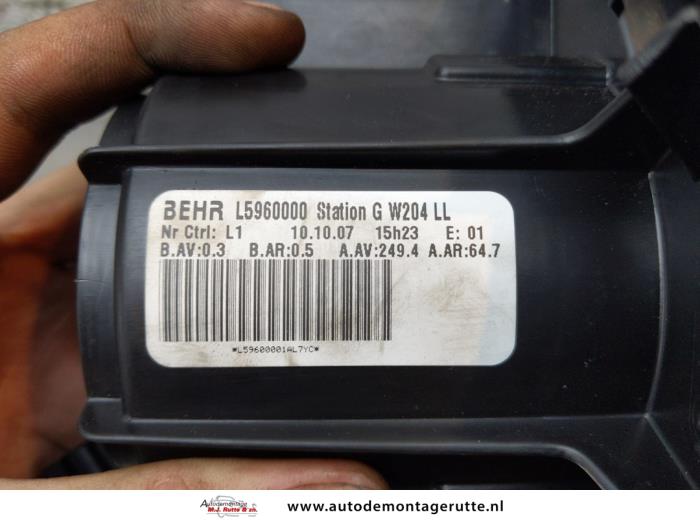 BEHR L5960000 Station G W204 LL
Nr Ctrl: L1 10.10.07 15h23 E: 01
B.AV:0.3 B.AR:0.5 A.AV:249.4 A.AR:64.7
*L59600001AL7YC*
Autodemontage
M.J. Rutte & zn.
www.autodemontagerutte.nl